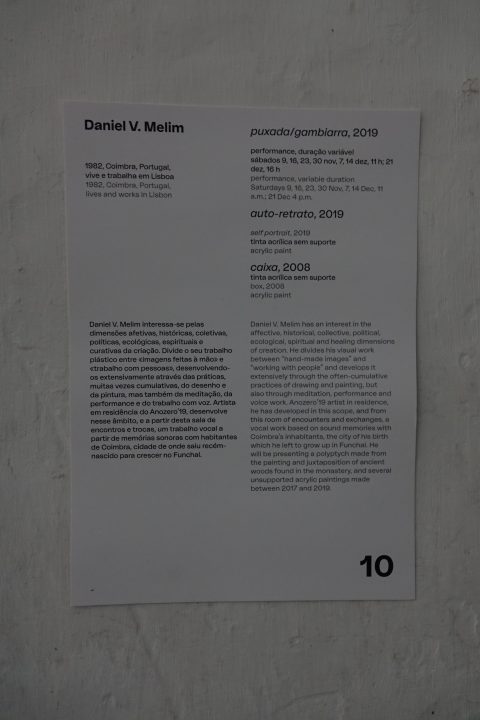 Daniel V. Melim
1982, Coimbra, Portugal,
vive e trabalha em Lisboa
1982, Coimbra, Portugal,
lives and works in Lisbon
puxada/gambiarra, 2019
performance, duração variável
sábados 9, 16, 23, 30 nov, 7, 14 dez, 11 h; 21
dez, 16 h
performance, variable duration
Saturdays 9, 16, 23, 30 Nov, 7, 14 Dec, 11
a.m.; 21 Dec 4 p.m.
auto-retrato, 2019
self portrait, 2019
tinta acrílica sem suporte
acrylic paint
caixa, 2008
tinta acrílica sem suporte
box, 2008
acrylic paint
Daniel V. Melim interessa-se pelas
dimensões afetivas, históricas, coletivas,
políticas, ecológicas, espirituais e
curativas da criação. Divide o seu trabalho
plástico entre «imagens feitas à mão» e
«trabalho com pessoas», desenvolvendo-
os extensivamente através das práticas,
muitas vezes cumulativas, do desenho e
da pintura, mas também da meditação, da
performance e do trabalho com voz. Artista
em residência do Anozero'19, desenvolve
nesse âmbito, e a partir desta sala de
encontros e trocas, um trabalho vocal a
partir de memórias sonoras com habitantes
de Coimbra, cidade de onde saiu recém-
nascido para crescer no Funchal.
Daniel V. Melim has an interest in the
affective, historical, collective, political,
ecological, spiritual and healing dimensions
of creation. He divides his visual work
between "hand-made images" and
"working with people" and develops it
extensively through the often-cumulative
practices of drawing and painting, but
also through meditation, performance and
voice work. Anozero'19 artist in residence,
he has developed in this scope, and from
this room of encounters and exchanges, a
vocal work based on sound memories with
Coimbra's inhabitants, the city of his birth
which he left to grow up in Funchal. He
will be presenting a polyptych made from
the painting and juxtaposition of ancient
woods found in the monastery, and several
unsupported acrylic paintings made
between 2017 and 2019.
10